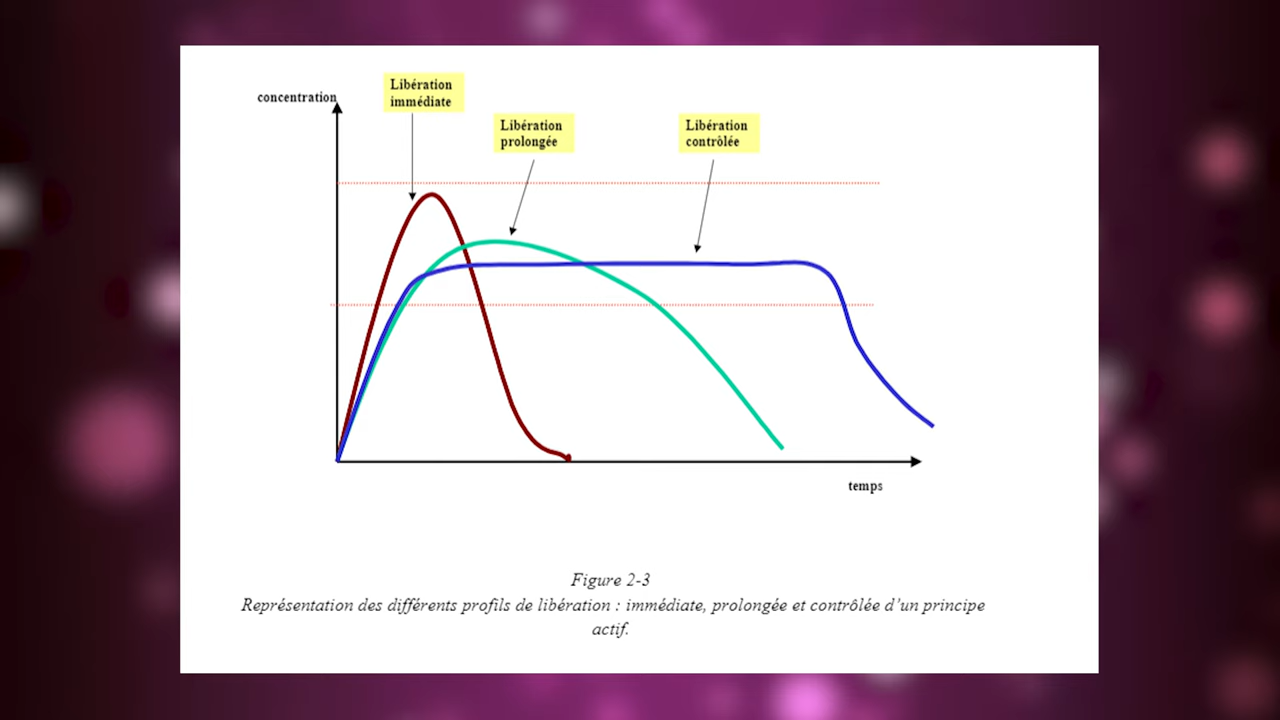 concentration
Libération
immédiate
Libération
prolongée
Libération
contrôlée
temps
Figure 2-3
Représentation des différents profils de libération : immédiate, prolongée et contrôlée d’un principe
actif.